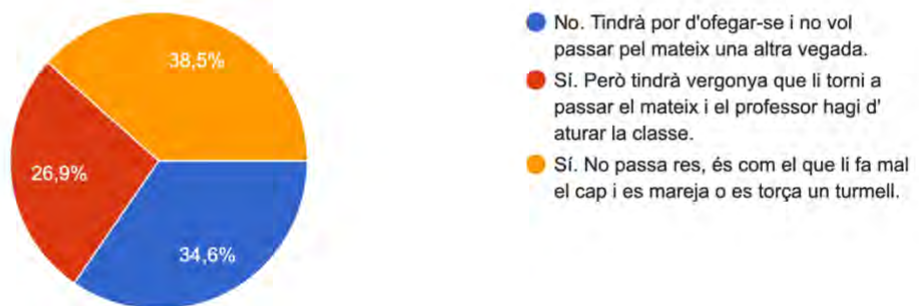 38,5%
26,9%
34,6%
No. Tindrà por d'ofegar-se i no vol
passar pel mateix una altra vegada.
Sí. Però tindrà vergonya que li torni a
passar el mateix i el professor hagi d'
aturar la classe.
Sí. No passa res, és com el que li fa mal
el cap i es mareja o es torça un turmell.